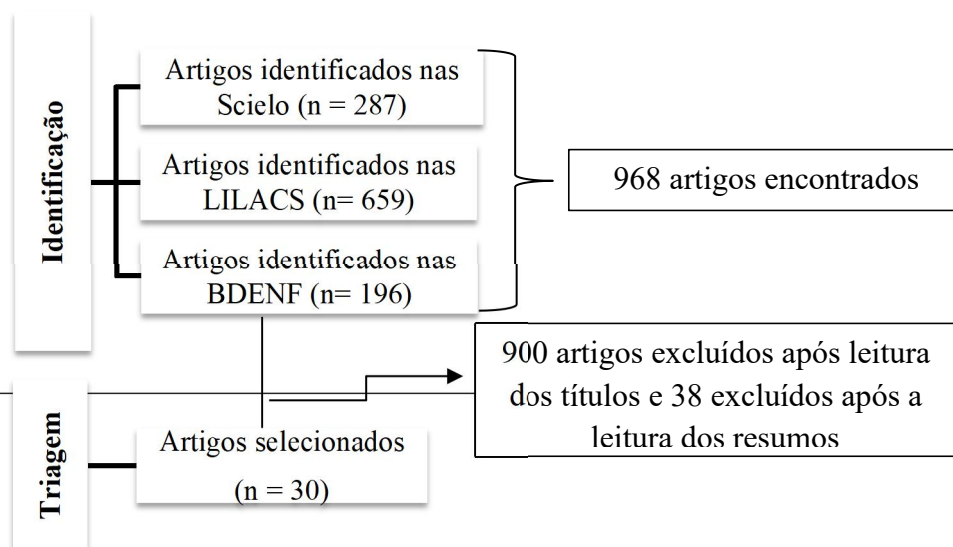 Identificação
Artigos identificados nas
Scielo (n = 287)
Artigos identificados nas
LILACS (n= 659)
Artigos identificados nas
BDENF (n= 196)
968 artigos encontrados
900 artigos excluídos após leitura
dos títulos e 38 excluídos após a
leitura dos resumos
Triagem
Artigos selecionados
(n = 30)